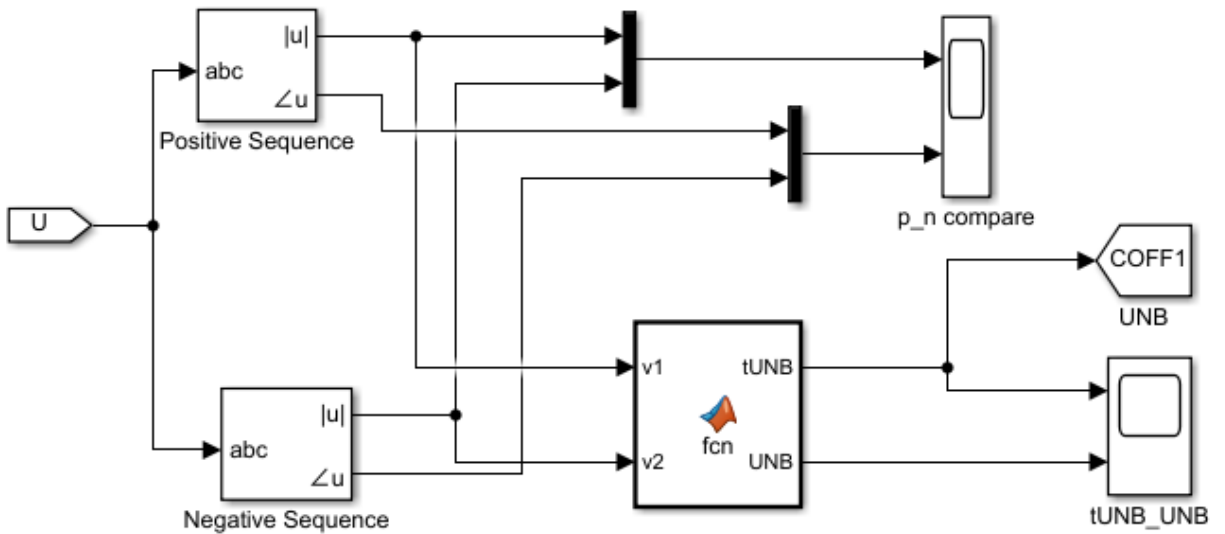 |u|
abc
∠u
Positive Sequence
U
p_n compare
COFF1
UNB
v1
tUNB
fcn
v2
UNB
|u|
abc
∠u
Negative Sequence
tUNB_UNB